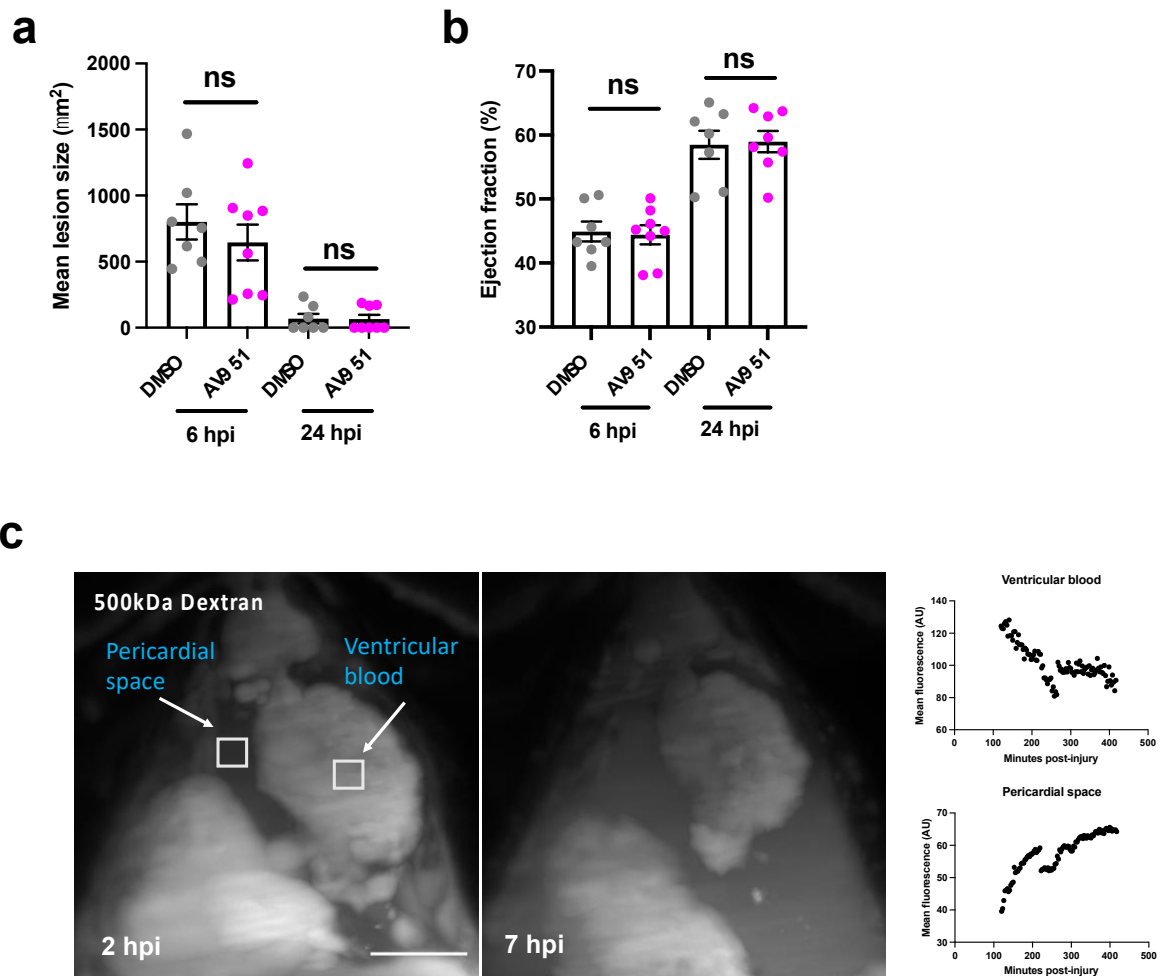 a
2000
1500
1000
500
0
Mean lesion size (mm²)
ns
ns
DMSO
AV9 51
DMSO
AV9 51
6 hpi
24 hpi
b
70
60
50
40
30
Ejection fraction (%)
ns
ns
DMSO
AV9 51
DMSO
AV9 51
6 hpi
24 hpi
c
500kDa Dextran
Pericardial
space
Ventricular
blood
2 hpi
7 hpi
Ventricular blood
140
120
100
80
60
Mean fluorescence (AU)
0
100
200
300
400
500
Minutes post-injury
Pericardial space
70
60
50
40
30
Mean fluorescence (AU)
0
100
200
300
400
500
Minutes post-injury